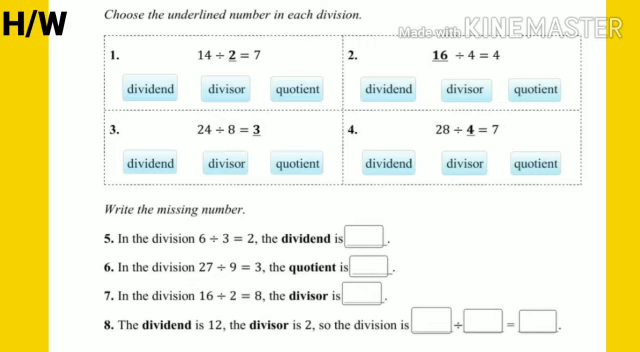 H/W
Choose the underlined number in each division.
Made with KINEMASTER
1. 14 ÷ 2 = 7
2. 16 ÷ 4 = 4
dividend divisor quotient
dividend divisor quotient
3. 24 ÷ 8 = 3
4. 28 ÷ 4 = 7
dividend divisor quotient
dividend divisor quotient
Write the missing number.
5. In the division 6 ÷ 3 = 2, the dividend is .
6. In the division 27 ÷ 9 = 3, the quotient is .
7. In the division 16 ÷ 2 = 8, the divisor is .
8. The dividend is 12, the divisor is 2, so the division is ÷ = .